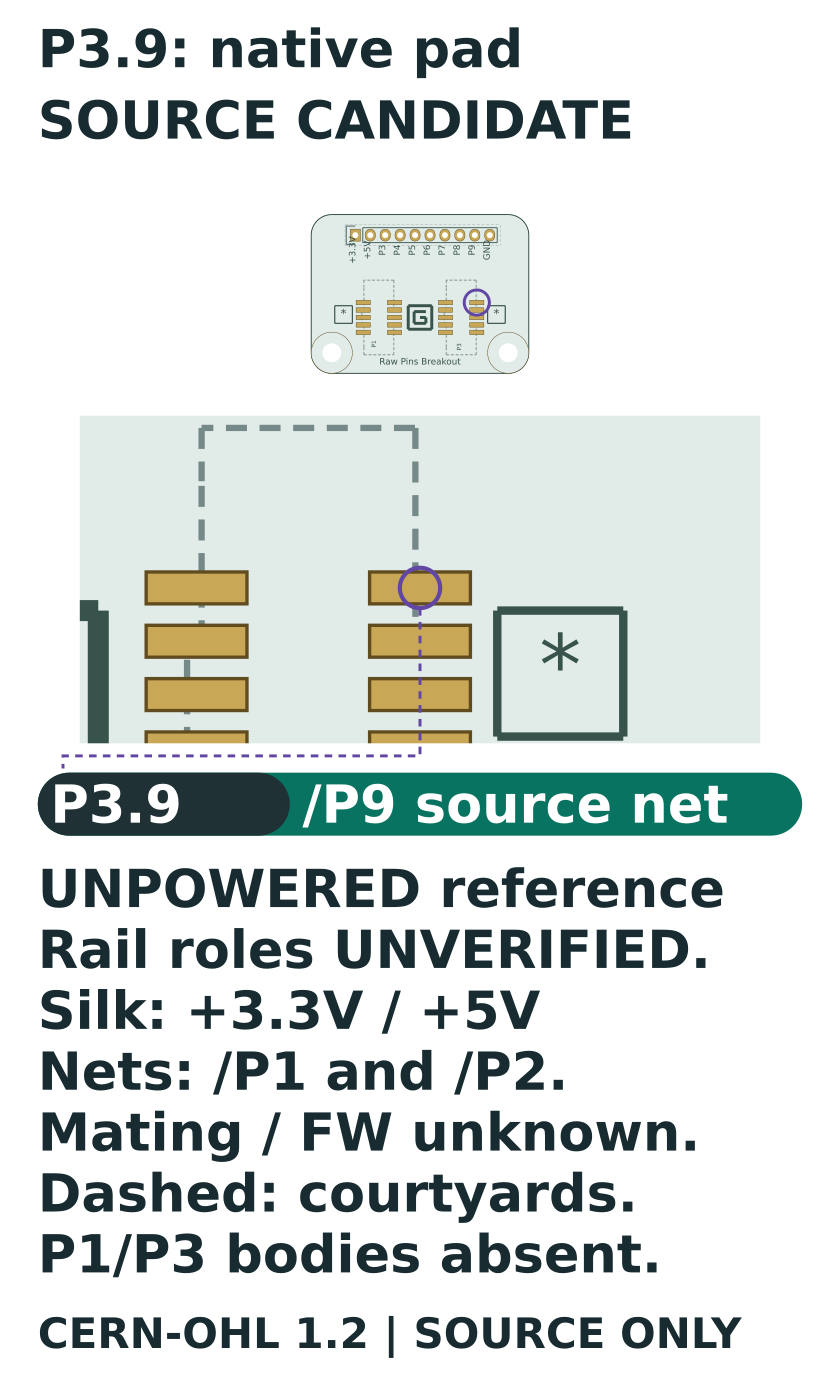 P3.9: native pad
SOURCE CANDIDATE
+3.3V +5V P3 P4 P5 P6 P7 P8 P9 GND
* *
P1 P3
Raw Pins Breakout
*
P3.9 /P9 source net
UNPOWERED reference
Rail roles UNVERIFIED.
Silk: +3.3V / +5V
Nets: /P1 and /P2.
Mating / FW unknown.
Dashed: courtyards.
P1/P3 bodies absent.
CERN-OHL 1.2 | SOURCE ONLY